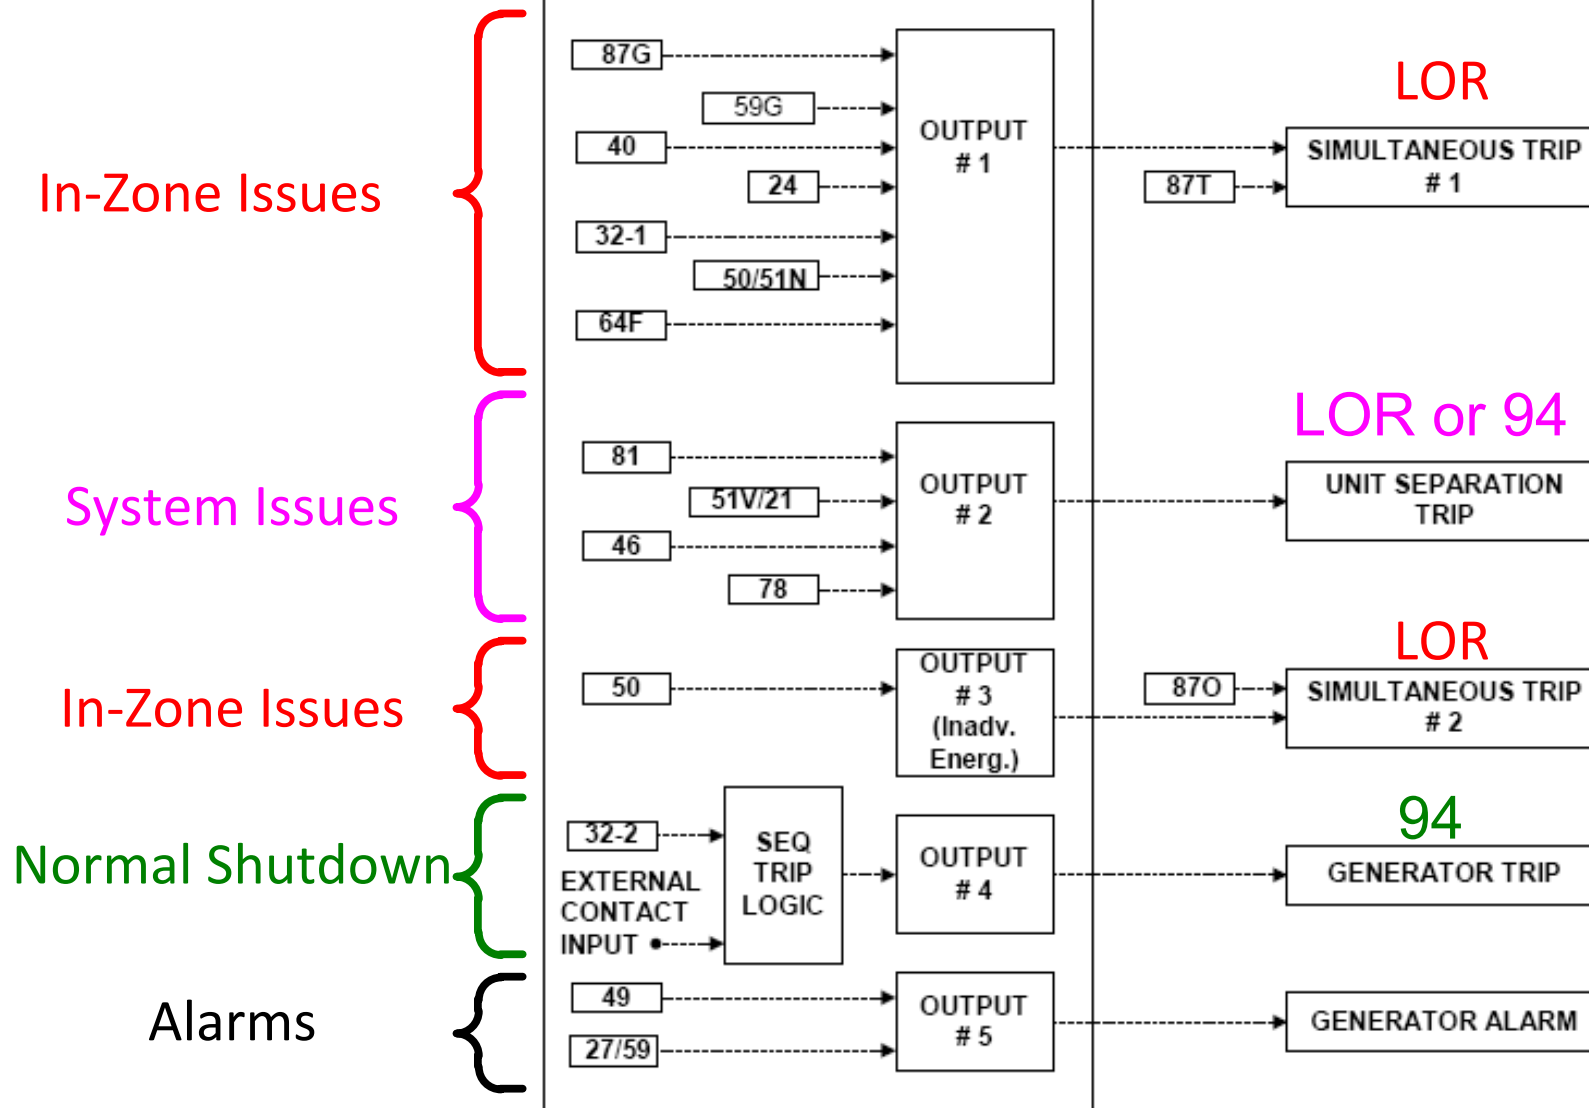 In-Zone Issues
87G
59G
40
24
32-1
50/51N
64F
OUTPUT
# 1
LOR
SIMULTANEOUS TRIP
# 1
87T
System Issues
81
51V/21
46
78
OUTPUT
# 2
LOR or 94
UNIT SEPARATION
TRIP
In-Zone Issues
50
OUTPUT
# 3
(Inadv.
Energ.)
LOR
87O
SIMULTANEOUS TRIP
# 2
Normal Shutdown
32-2
EXTERNAL
CONTACT
INPUT
SEQ
TRIP
LOGIC
OUTPUT
# 4
94
GENERATOR TRIP
Alarms
49
27/59
OUTPUT
# 5
GENERATOR ALARM